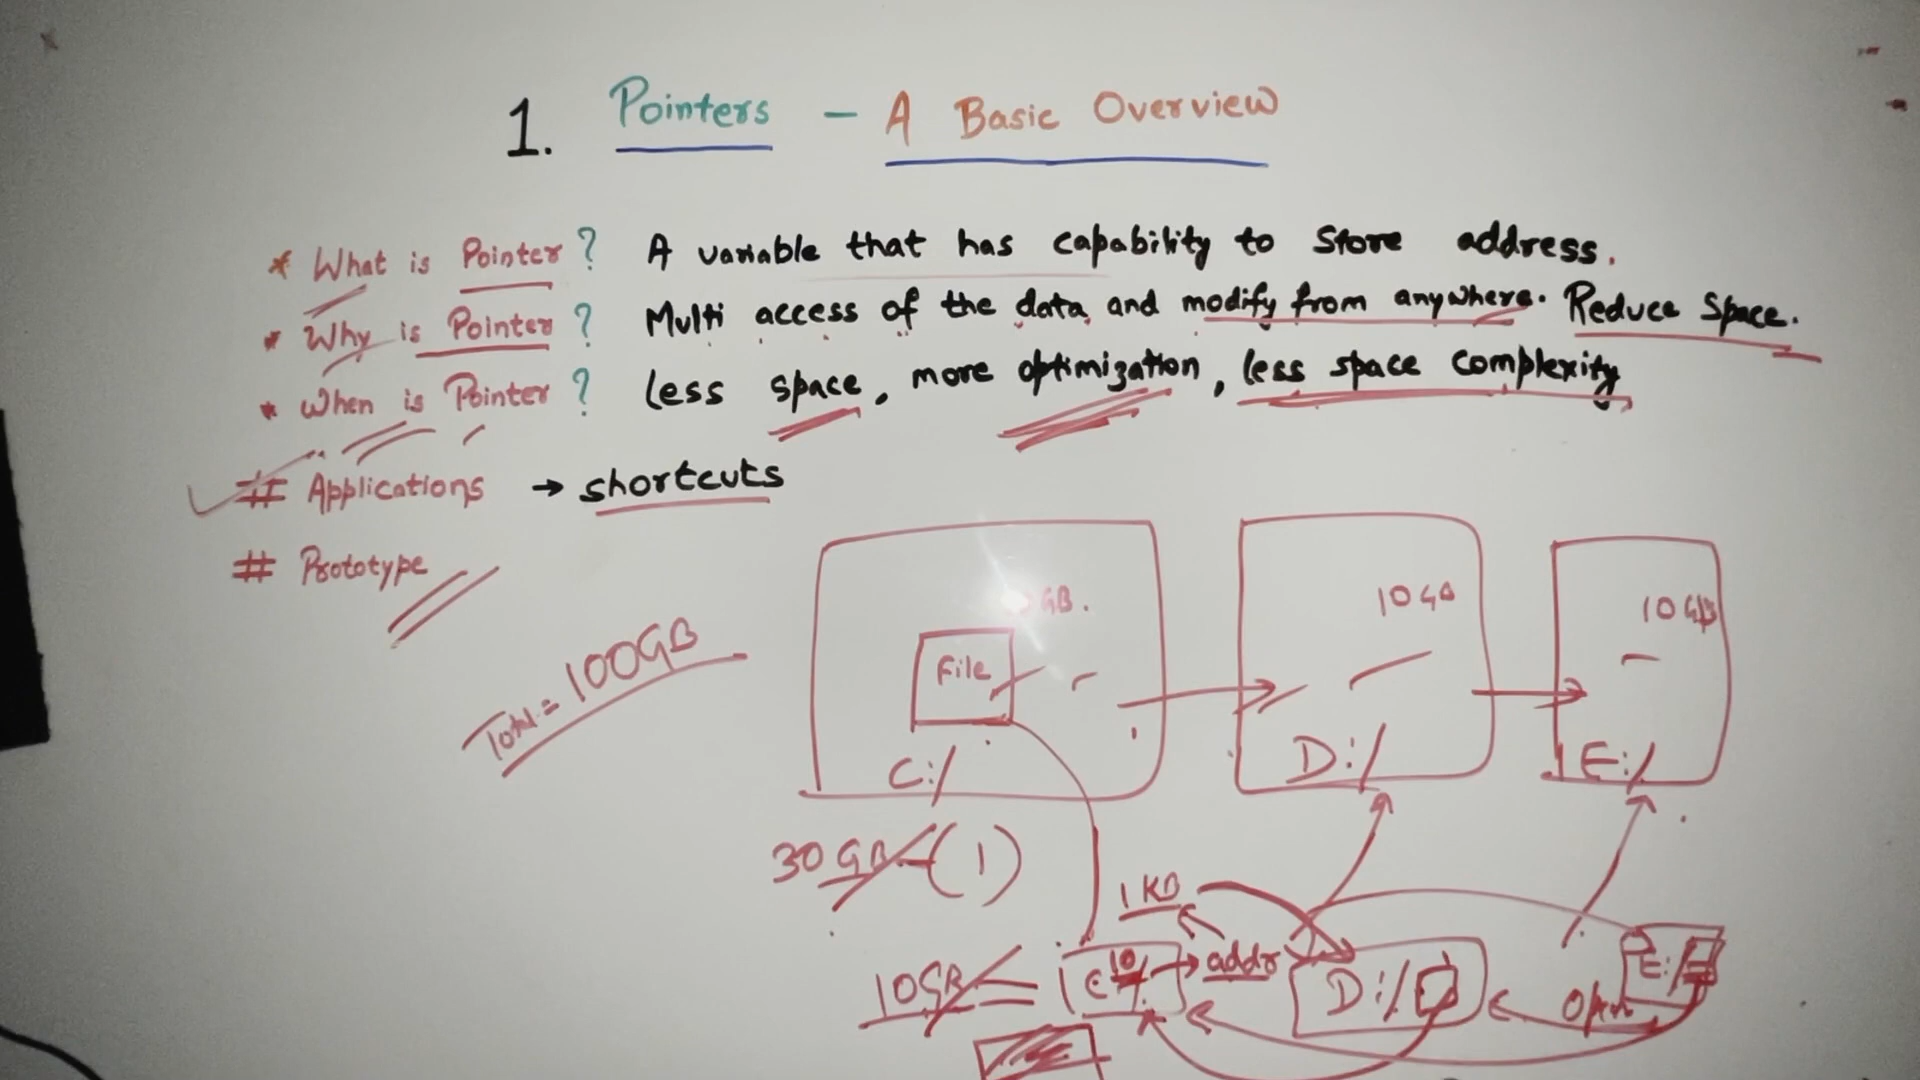 1. Pointers - A Basic Overview
* What is Pointer? A variable that has capability to store address.
* Why is Pointer? Multi access of the data and modify from anywhere. Reduce Space.
* When is Pointer? less space, more optimization, less space complexity
# Applications → shortcuts
# Prototype
Total = 100GB
GB.
File
C:/
10GB
D:/
10GB
E:/
30GB (1)
1KB
10GB = 10 → addr
D:/
open
E:/